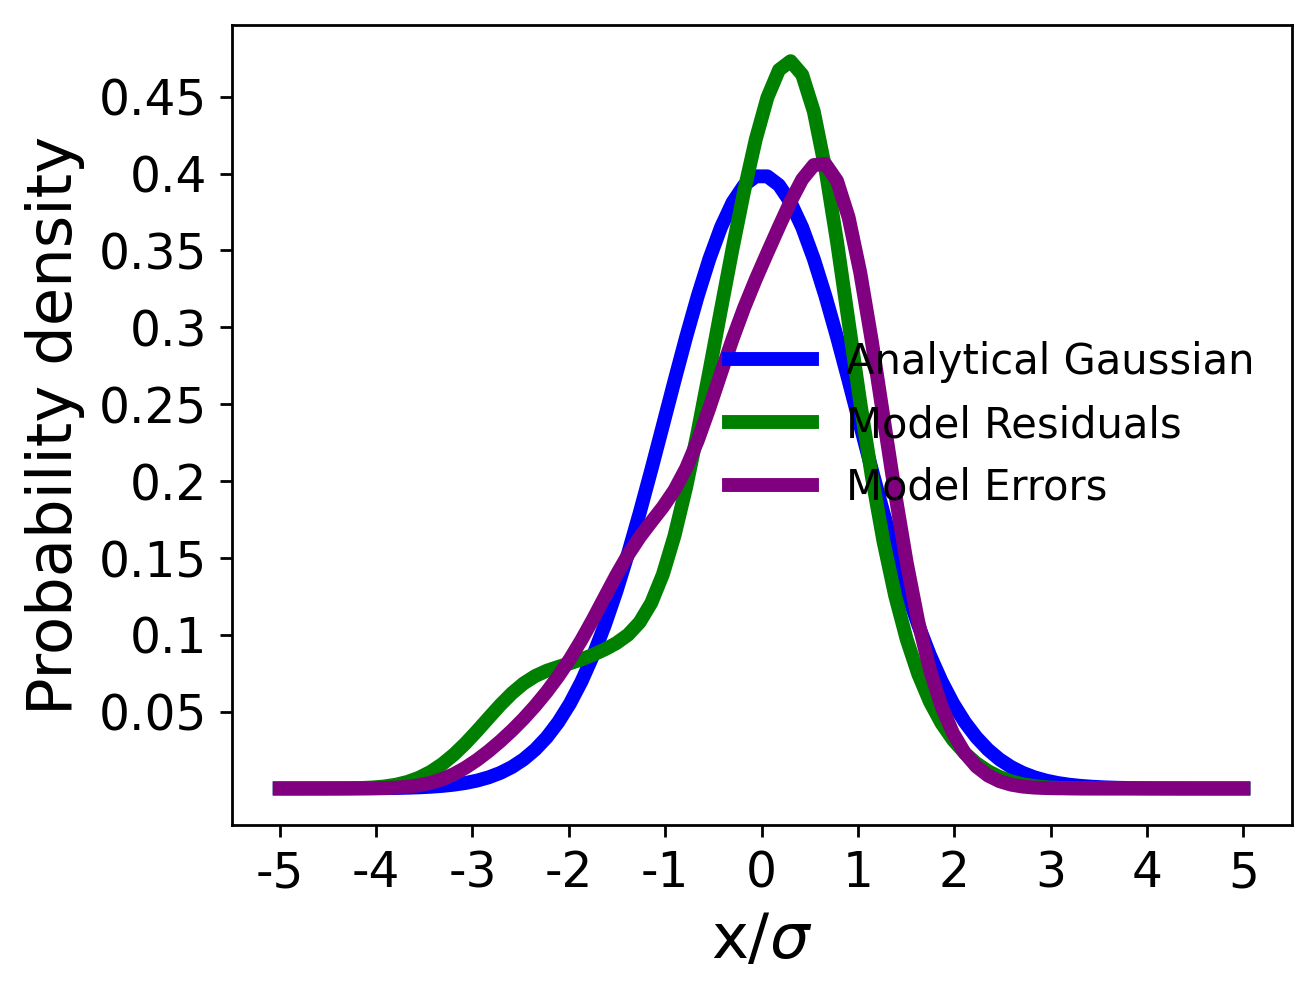 Probability density
0.45
0.4
0.35
0.3
0.25
0.2
0.15
0.1
0.05
Analytical Gaussian
Model Residuals
Model Errors
-5 -4 -3 -2 -1 0 1 2 3 4 5
x/σ